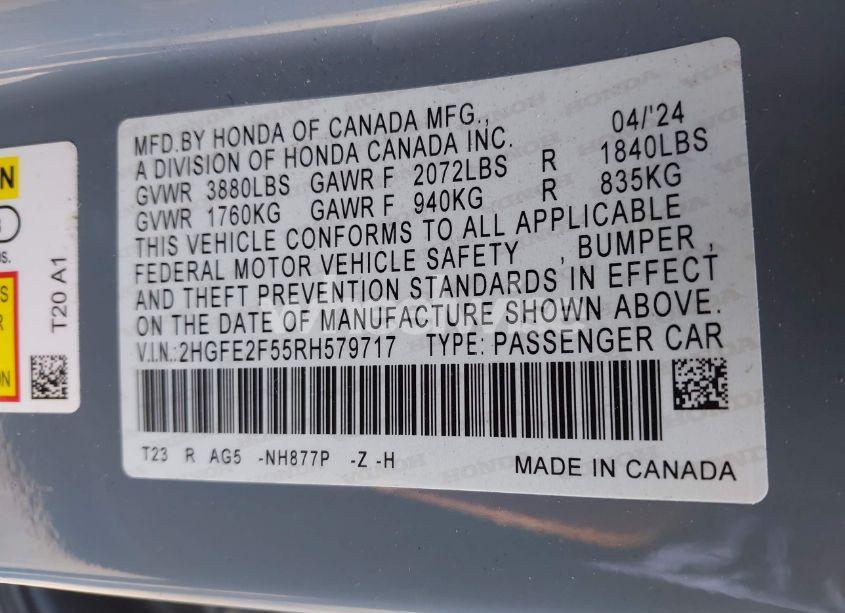 MFD.BY HONDA OF CANADA MFG., 04/'24
A DIVISION OF HONDA CANADA INC.
GVWR 3880LBS GAWR F 2072LBS R 1840LBS
GVWR 1760KG GAWR F 940KG R 835KG
THIS VEHICLE CONFORMS TO ALL APPLICABLE
FEDERAL MOTOR VEHICLE SAFETY , BUMPER ,
AND THEFT PREVENTION STANDARDS IN EFFECT
ON THE DATE OF MANUFACTURE SHOWN ABOVE.
V.I.N.:2HGFE2F55RH579717 TYPE: PASSENGER CAR
T23 R AG5 -NH877P -Z -H MADE IN CANADA
T20 A1